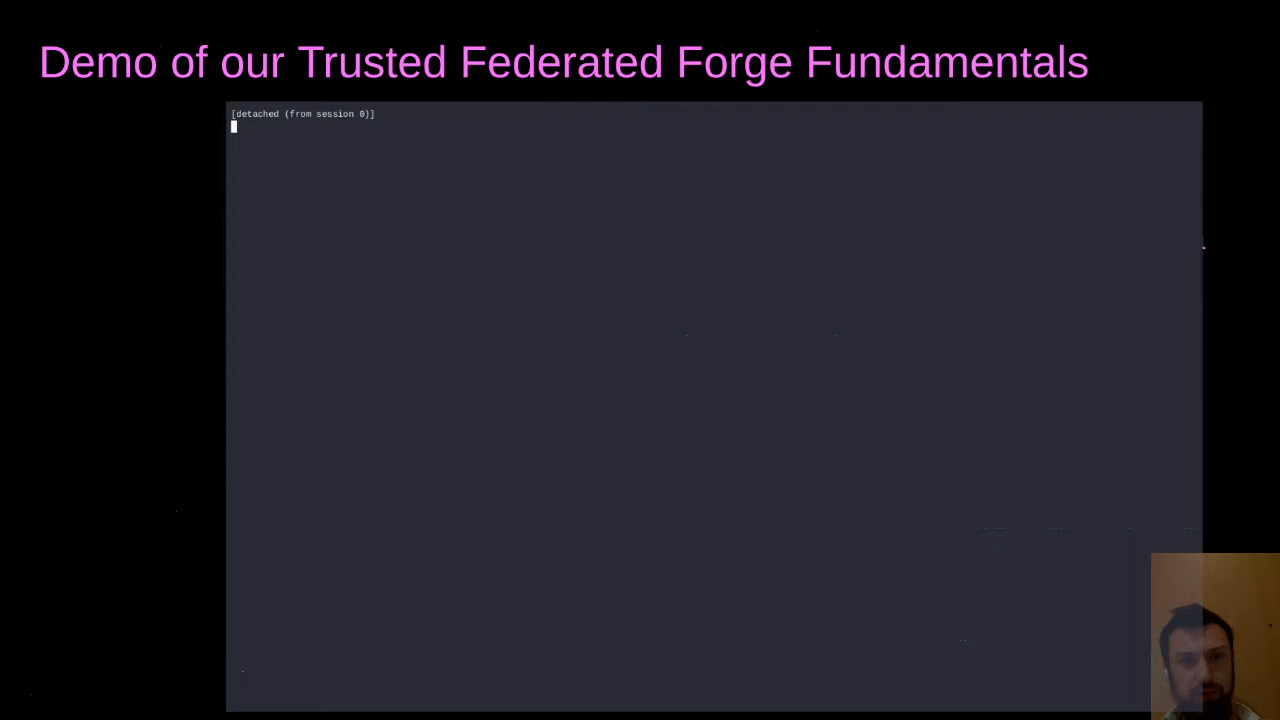 Demo of our Trusted Federated Forge Fundamentals
[detached (from session 0)]